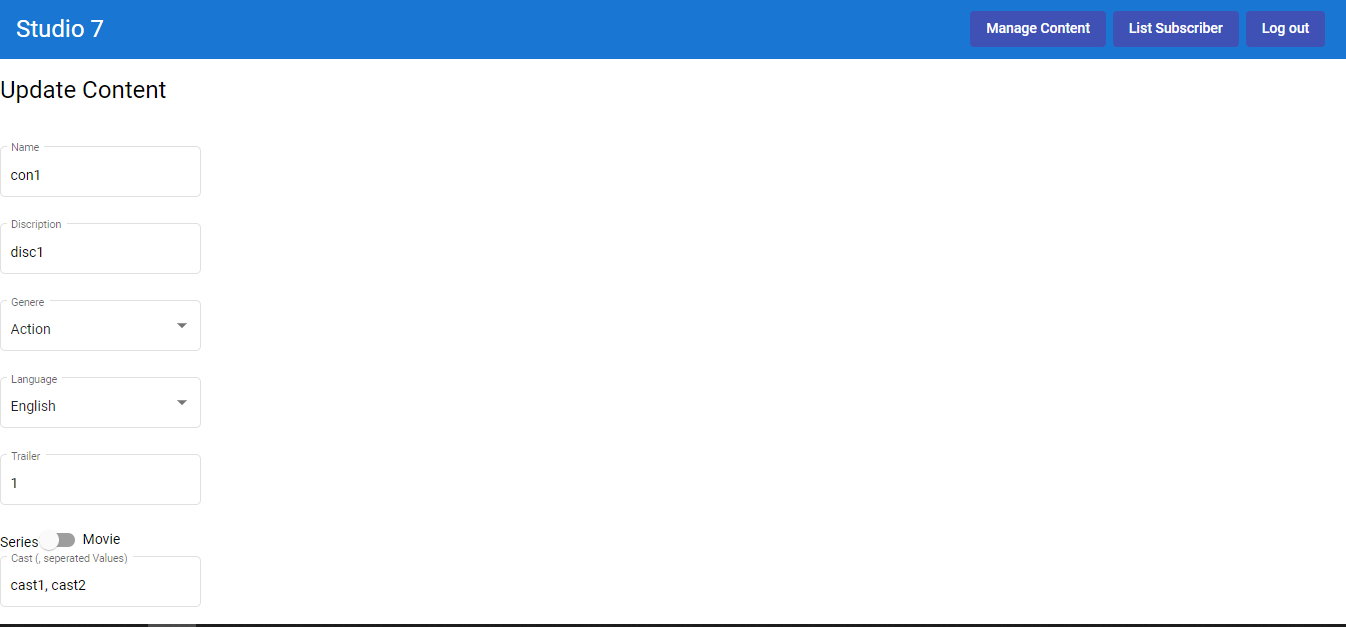 Studio 7
Manage Content
List Subscriber
Log out
Update Content
Name
con1
Discription
disc1
Genere
Action
Language
English
Trailer
1
Series Movie
Cast (, seperated Values)
cast1, cast2